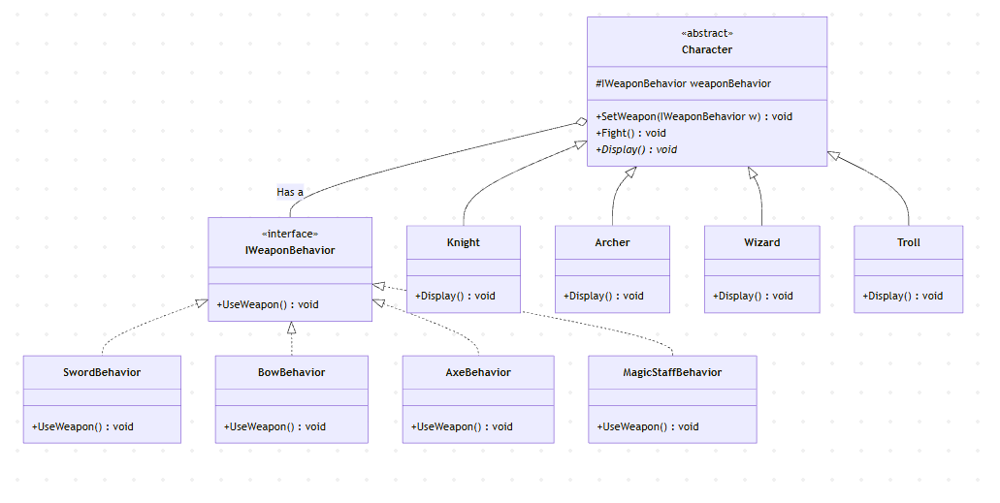 «abstract»
Character
#IWeaponBehavior weaponBehavior
+SetWeapon(IWeaponBehavior w) : void
+Fight() : void
+Display() : void
Has a
«interface»
IWeaponBehavior
+UseWeapon() : void
Knight
+Display() : void
Archer
+Display() : void
Wizard
+Display() : void
Troll
+Display() : void
SwordBehavior
+UseWeapon() : void
BowBehavior
+UseWeapon() : void
AxeBehavior
+UseWeapon() : void
MagicStaffBehavior
+UseWeapon() : void